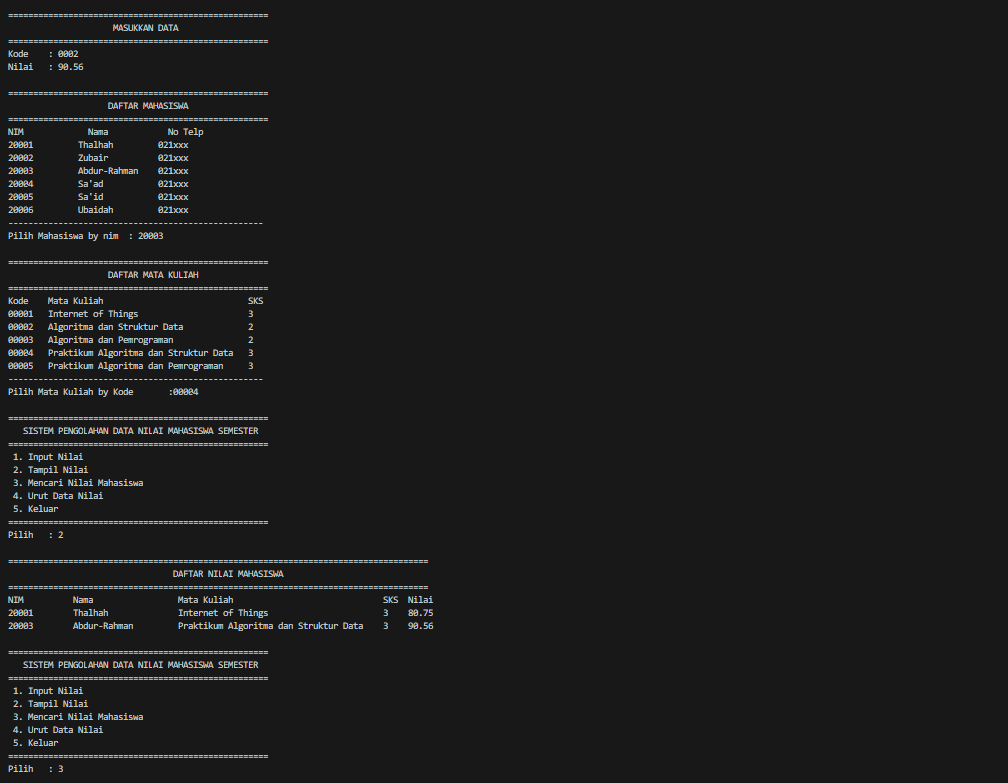 ====================================================
MASUKKAN DATA
====================================================
Kode    : 0002
Nilai   : 90.56
====================================================
DAFTAR MAHASISWA
====================================================
NIM             Nama            No Telp
20001         Thalhah         021xxx
20002         Zubair          021xxx
20003         Abdur-Rahman    021xxx
20004         Sa'ad           021xxx
20005         Sa'id           021xxx
20006         Ubaidah         021xxx
---------------------------------------------------
Pilih Mahasiswa by nim  : 20003
====================================================
DAFTAR MATA KULIAH
====================================================
Kode    Mata Kuliah                             SKS
00001   Internet of Things                      3
00002   Algoritma dan Struktur Data             2
00003   Algoritma dan Pemrograman               2
00004   Praktikum Algoritma dan Struktur Data   3
00005   Praktikum Algoritma dan Pemrograman     3
---------------------------------------------------
Pilih Mata Kuliah by Kode       :00004
====================================================
SISTEM PENGOLAHAN DATA NILAI MAHASISWA SEMESTER
====================================================
1. Input Nilai
2. Tampil Nilai
3. Mencari Nilai Mahasiswa
4. Urut Data Nilai
5. Keluar
====================================================
Pilih   : 2
====================================================================================
DAFTAR NILAI MAHASISWA
====================================================================================
NIM          Nama                 Mata Kuliah                              SKS  Nilai
20001        Thalhah              Internet of Things                       3    80.75
20003        Abdur-Rahman         Praktikum Algoritma dan Struktur Data    3    90.56
====================================================
SISTEM PENGOLAHAN DATA NILAI MAHASISWA SEMESTER
====================================================
1. Input Nilai
2. Tampil Nilai
3. Mencari Nilai Mahasiswa
4. Urut Data Nilai
5. Keluar
====================================================
Pilih   : 3